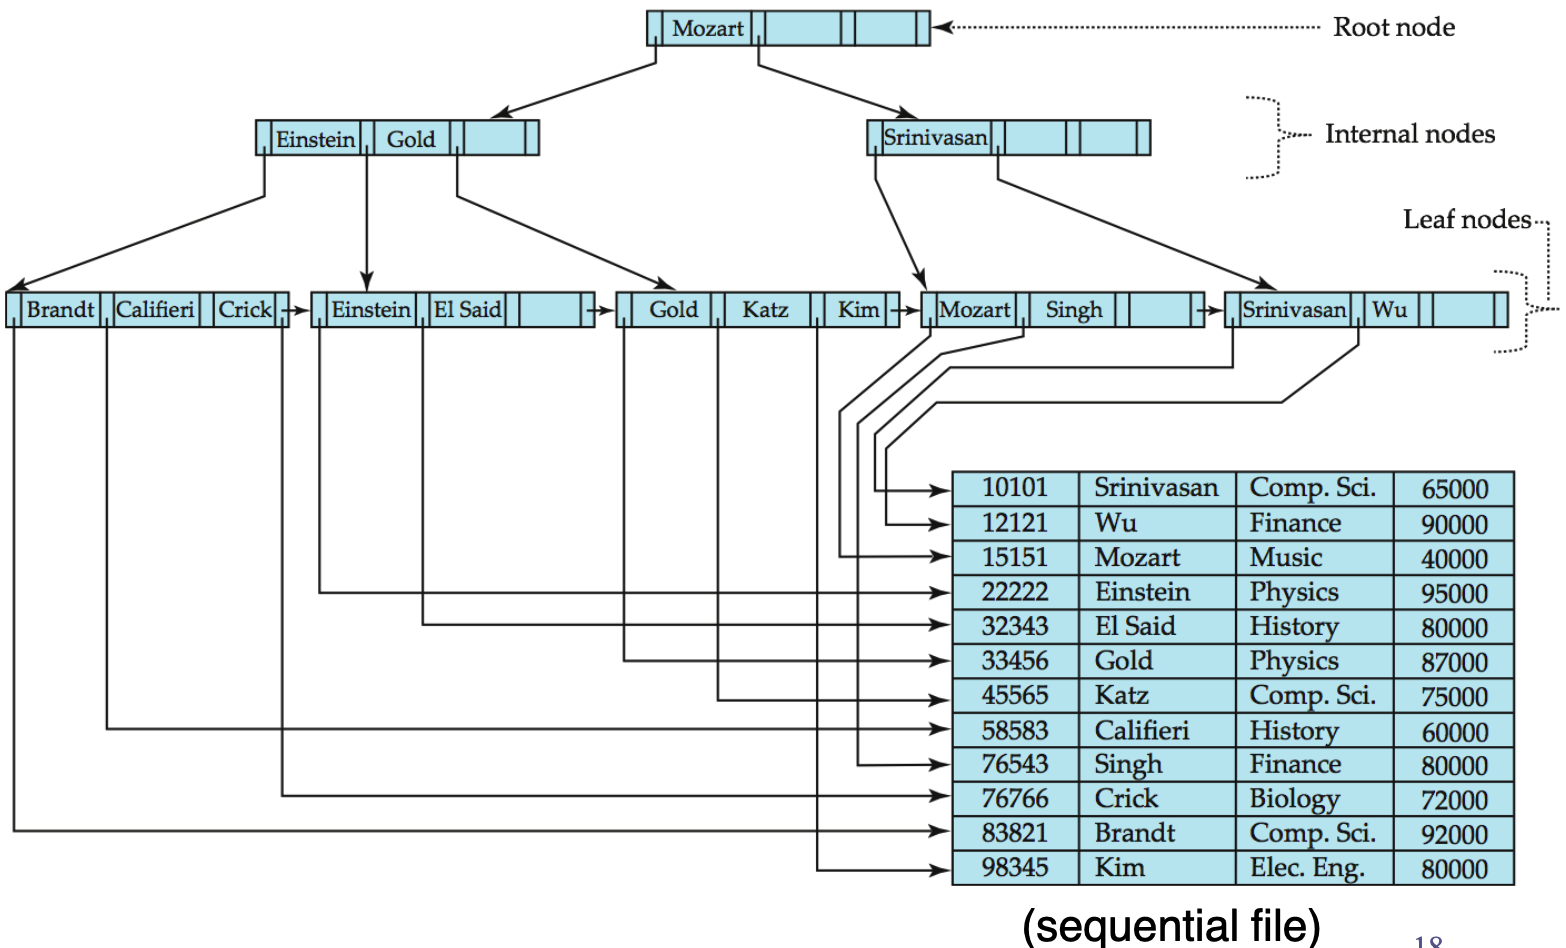 Mozart
Root node
Einstein Gold
Srinivasan
Internal nodes
Leaf nodes
Brandt Califieri Crick
Einstein El Said
Gold Katz Kim
Mozart Singh
Srinivasan Wu
10101 Srinivasan Comp. Sci. 65000
12121 Wu Finance 90000
15151 Mozart Music 40000
22222 Einstein Physics 95000
32343 El Said History 80000
33456 Gold Physics 87000
45565 Katz Comp. Sci. 75000
58583 Califieri History 60000
76543 Singh Finance 80000
76766 Crick Biology 72000
83821 Brandt Comp. Sci. 92000
98345 Kim Elec. Eng. 80000
(sequential file)
18